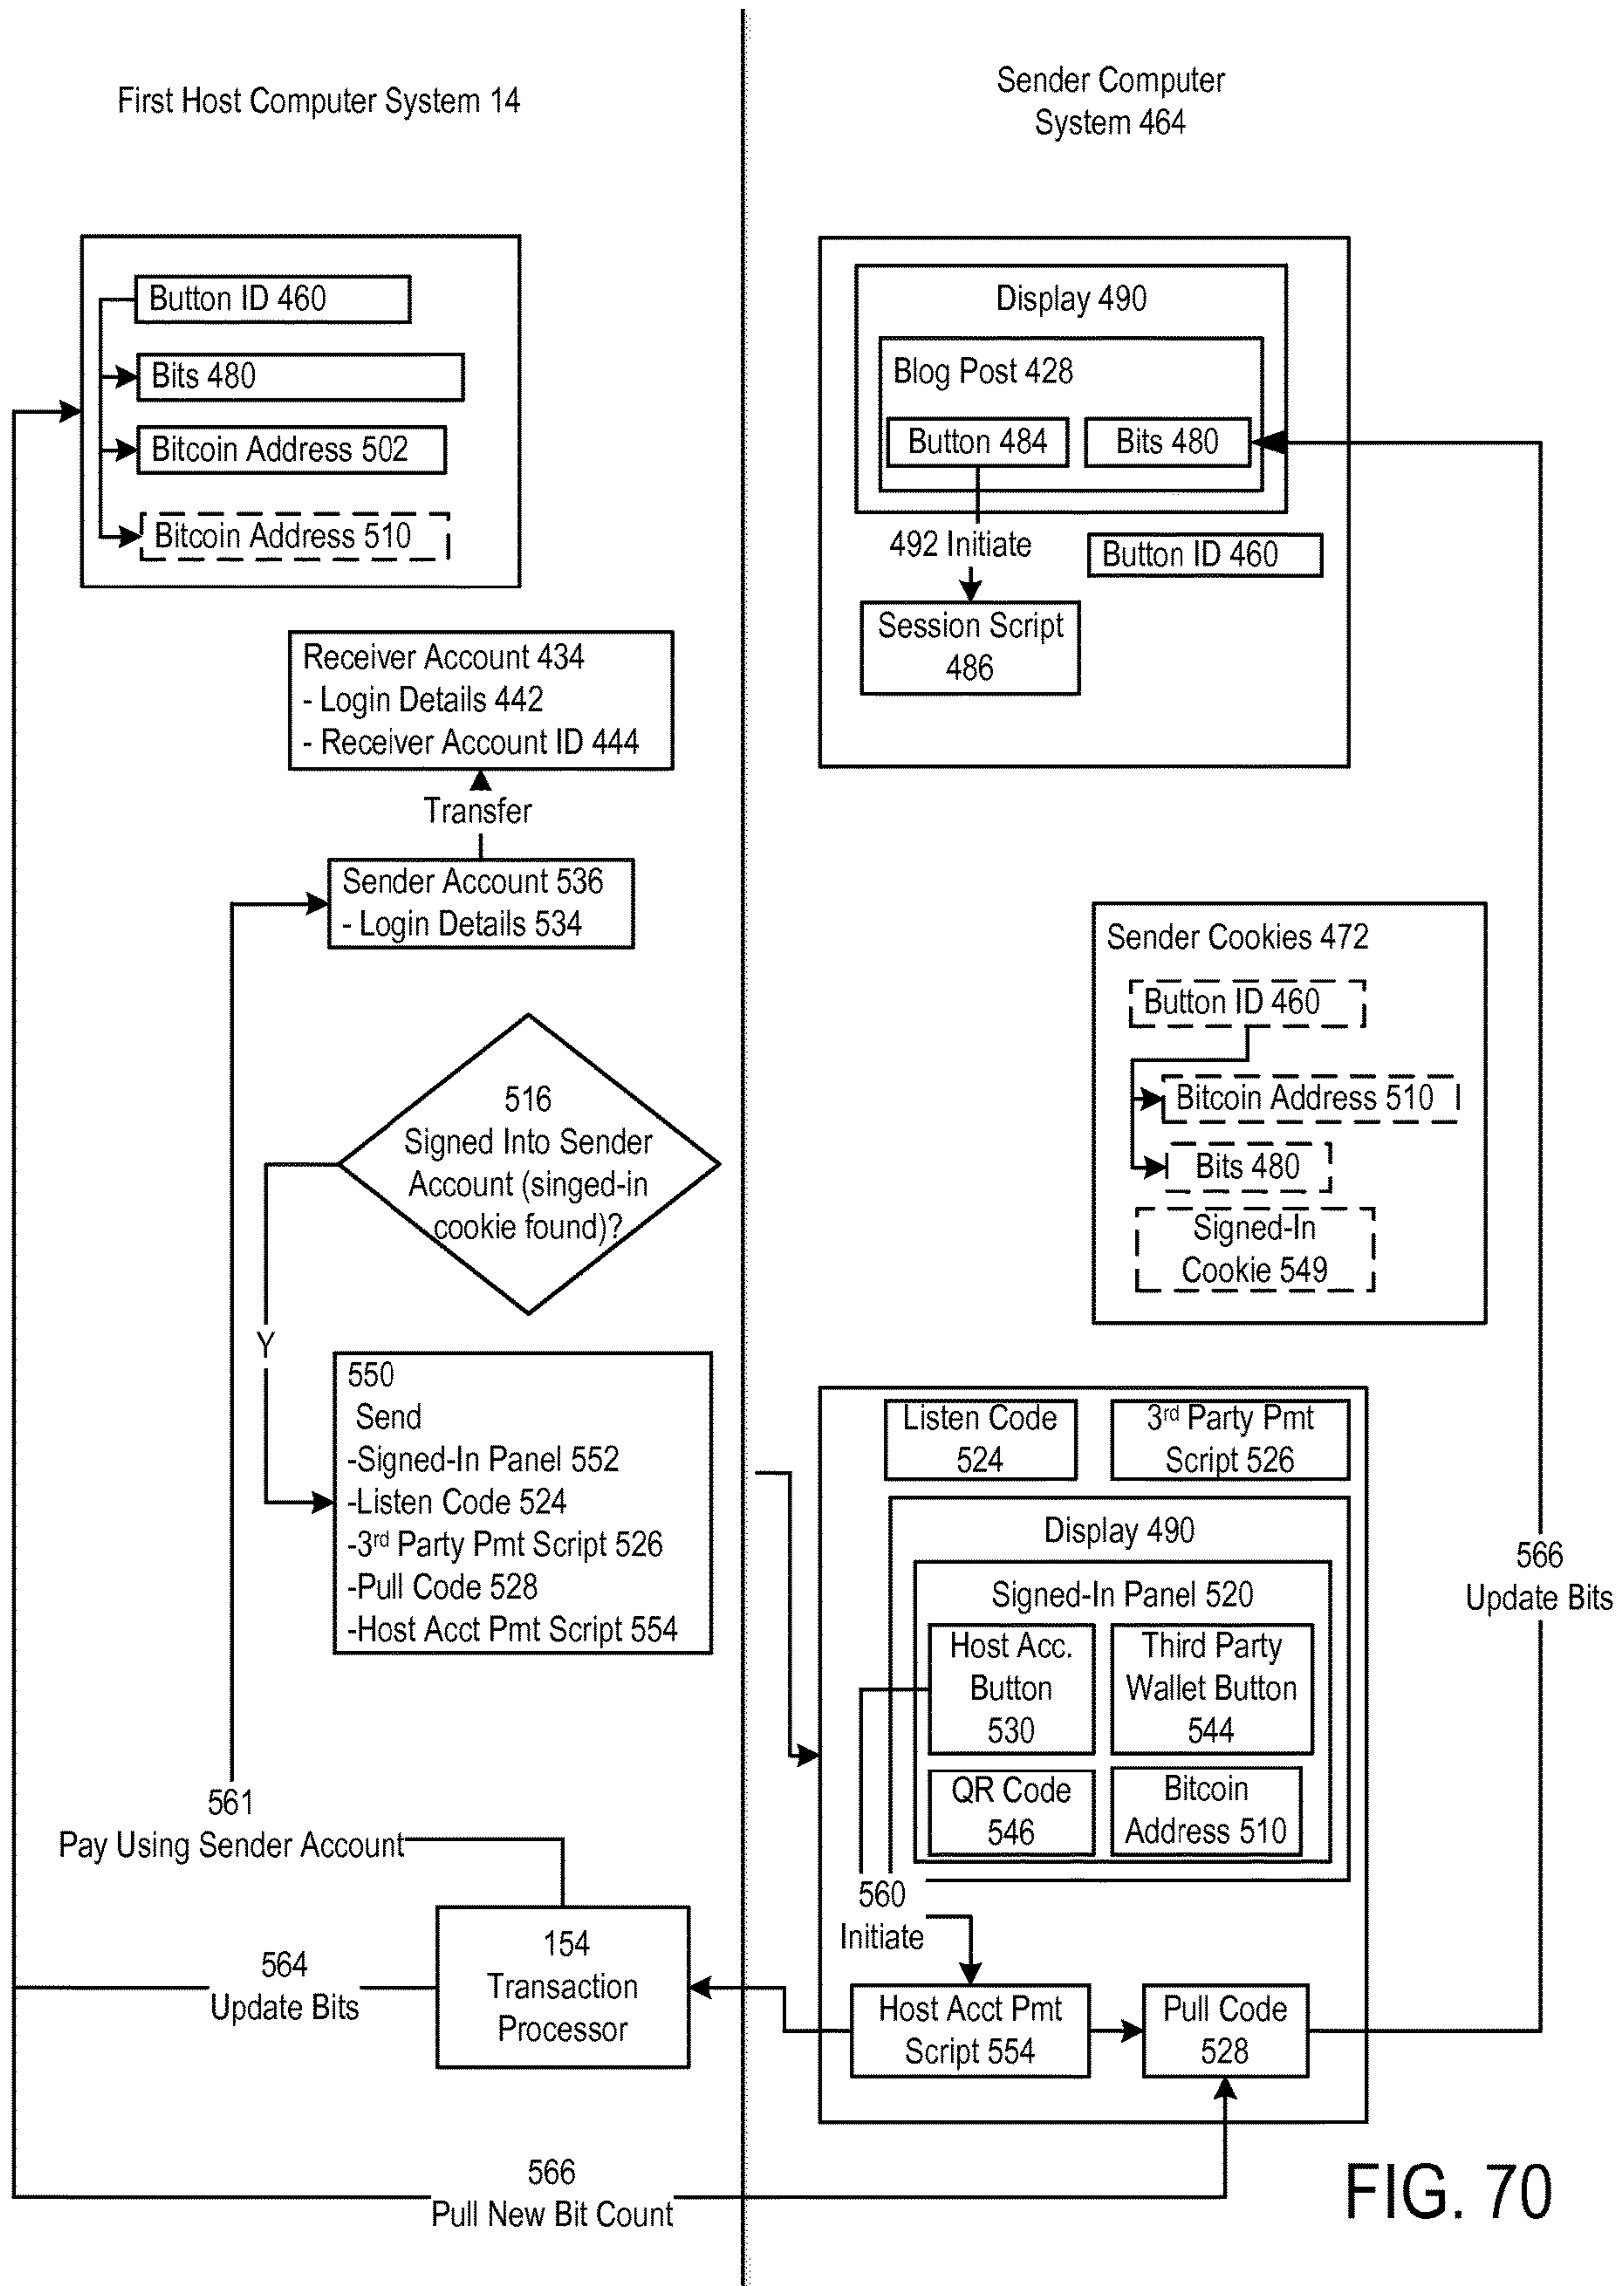 First Host Computer System 14
Sender Computer
System 464
Button ID 460
Bits 480
Bitcoin Address 502
Bitcoin Address 510
Display 490
Blog Post 428
Button 484
Bits 480
492 Initiate
Button ID 460
Session Script
486
Receiver Account 434
- Login Details 442
- Receiver Account ID 444
Transfer
Sender Account 536
- Login Details 534
Sender Cookies 472
Button ID 460
Bitcoin Address 510
Bits 480
Signed-In
Cookie 549
516
Signed Into Sender
Account (singed-in
cookie found)?
Y
550
Send
-Signed-In Panel 552
-Listen Code 524
-3rd Party Pmt Script 526
-Pull Code 528
-Host Acct Pmt Script 554
Listen Code
524
3rd Party Pmt
Script 526
Display 490
Signed-In Panel 520
Host Acc.
Button
530
Third Party
Wallet Button
544
QR Code
546
Bitcoin
Address 510
566
Update Bits
561
Pay Using Sender Account
560
Initiate
154
Transaction
Processor
564
Update Bits
Host Acct Pmt
Script 554
Pull Code
528
566
Pull New Bit Count
FIG. 70